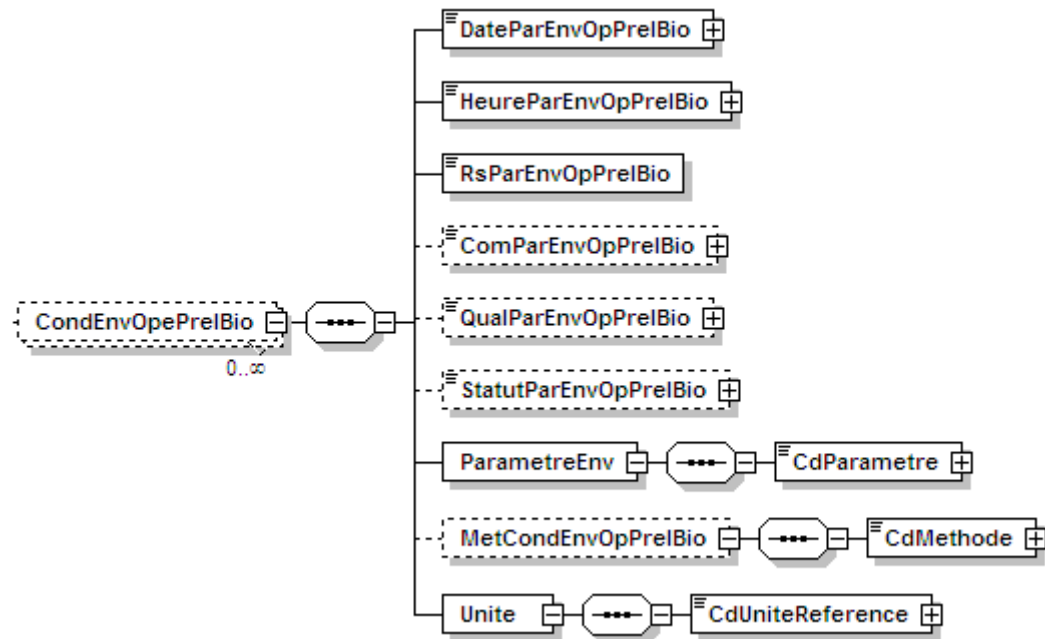 DateParEnvOpPrelBio
HeureParEnvOpPrelBio
RsParEnvOpPrelBio
ComParEnvOpPrelBio
CondEnvOpePrelBio
0..∞
QualParEnvOpPrelBio
StatutParEnvOpPrelBio
ParametreEnv CdParametre
MetCondEnvOpPrelBio CdMethode
Unite CdUniteReference